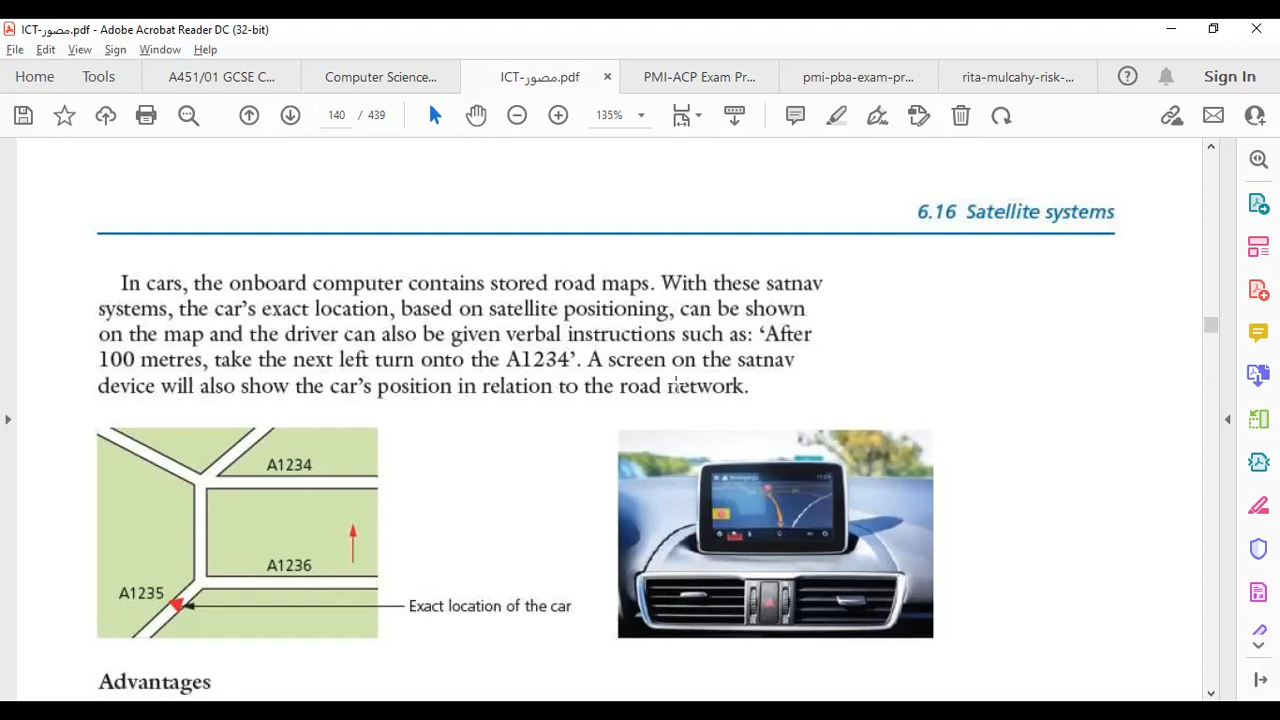 ICT-مصور.pdf - Adobe Acrobat Reader DC (32-bit)
File Edit View Sign Window Help
Home Tools A451/01 GCSE C... Computer Science... ICT-مصور.pdf × PMI-ACP Exam Pr... pmi-pba-exam-pr... rita-mulcahy-risk-... Sign In
140 / 439 135%
6.16 Satellite systems
In cars, the onboard computer contains stored road maps. With these satnav
systems, the car's exact location, based on satellite positioning, can be shown
on the map and the driver can also be given verbal instructions such as: ‘After
100 metres, take the next left turn onto the A1234’. A screen on the satnav
device will also show the car's position in relation to the road network.
A1234
A1236
A1235
Exact location of the car
Advantages